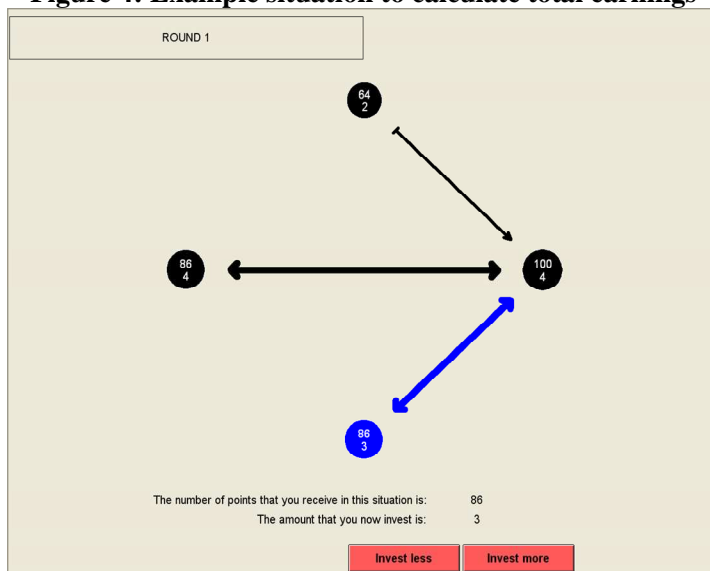 Figure 4: Example situation to calculate total earnings
ROUND 1
64
2
86
4
100
4
86
3
The number of points that you receive in this situation is: 86
The amount that you now invest is: 3
Invest less Invest more